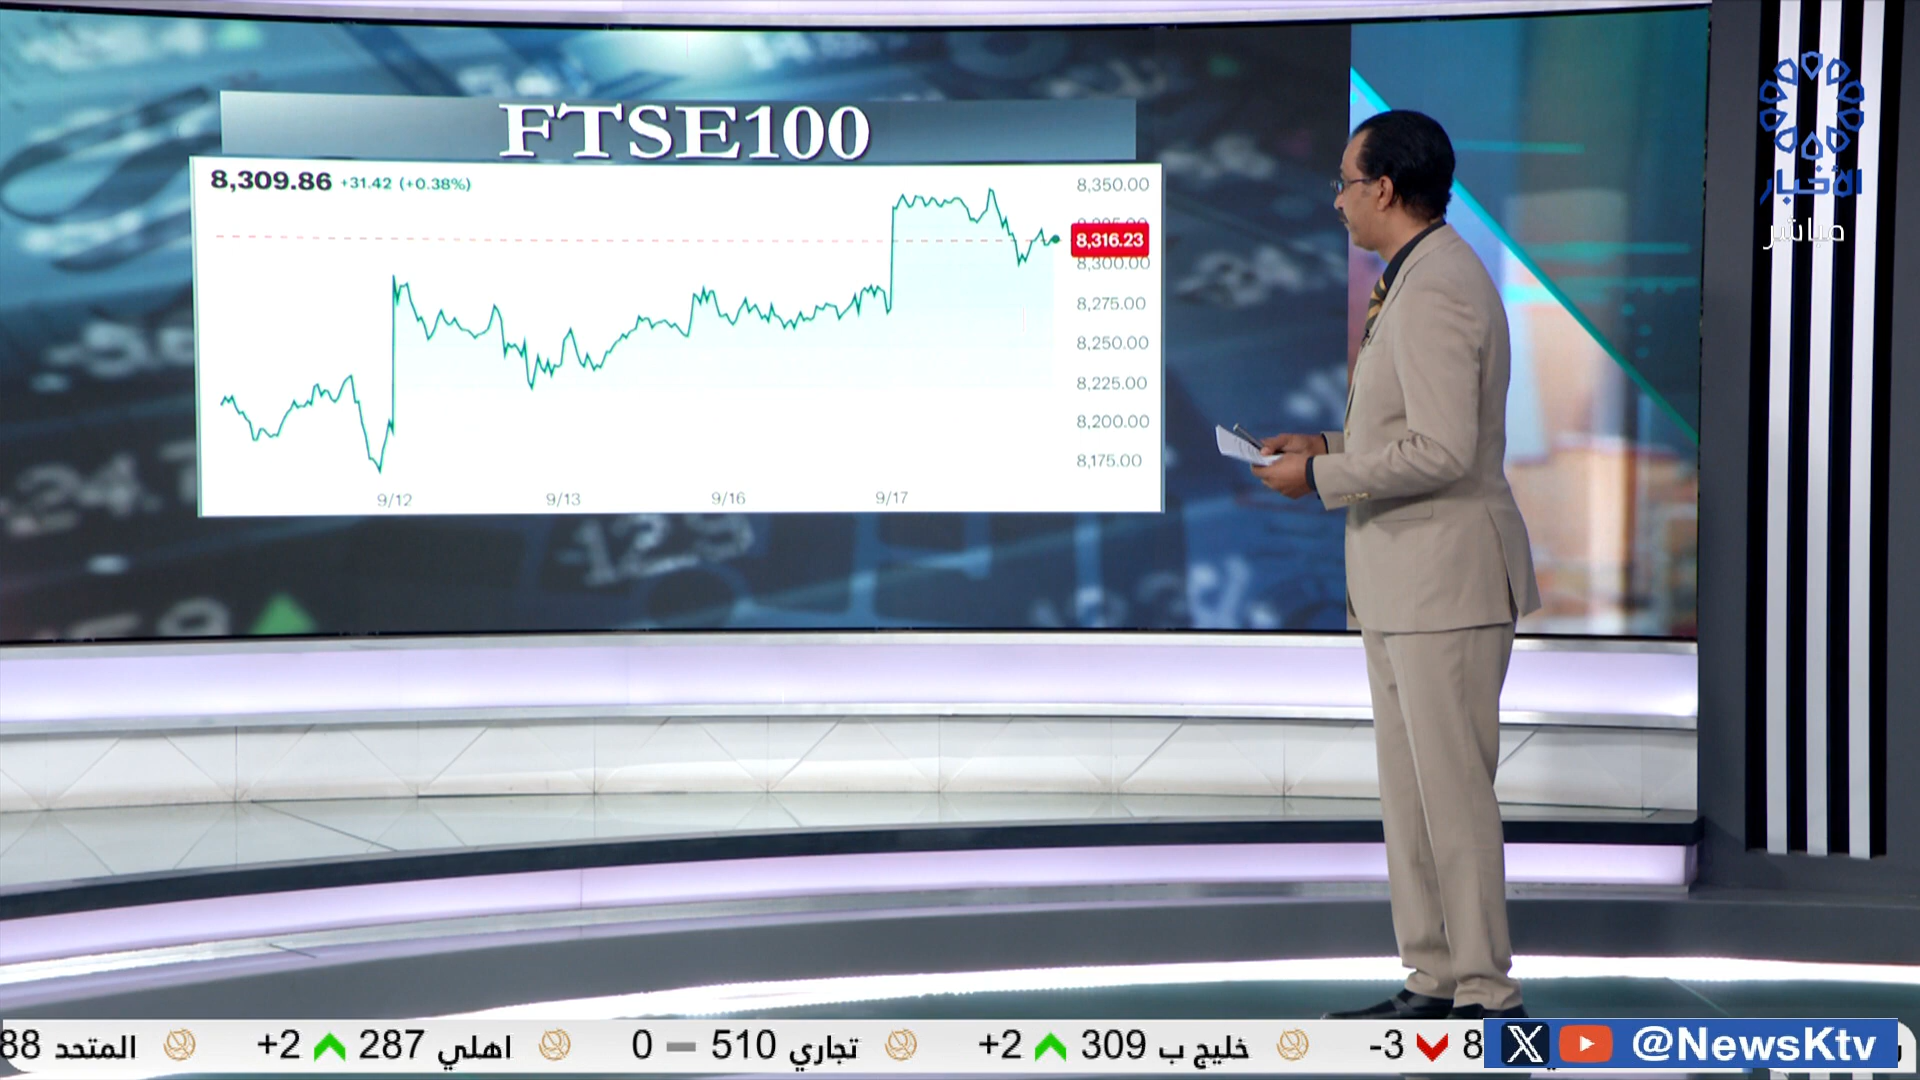 FTSE100
8,309.86 +31.42 (+0.38%)
8,350.00
8,316.23
8,300.00
8,275.00
8,250.00
8,225.00
8,200.00
8,175.00
9/12 9/13 9/16 9/17
الأخبار
مباشر
-3
خليج ب 309 +2
تجاري 510 0
اهلي 287 +2
المتحد 88
@NewsKtv